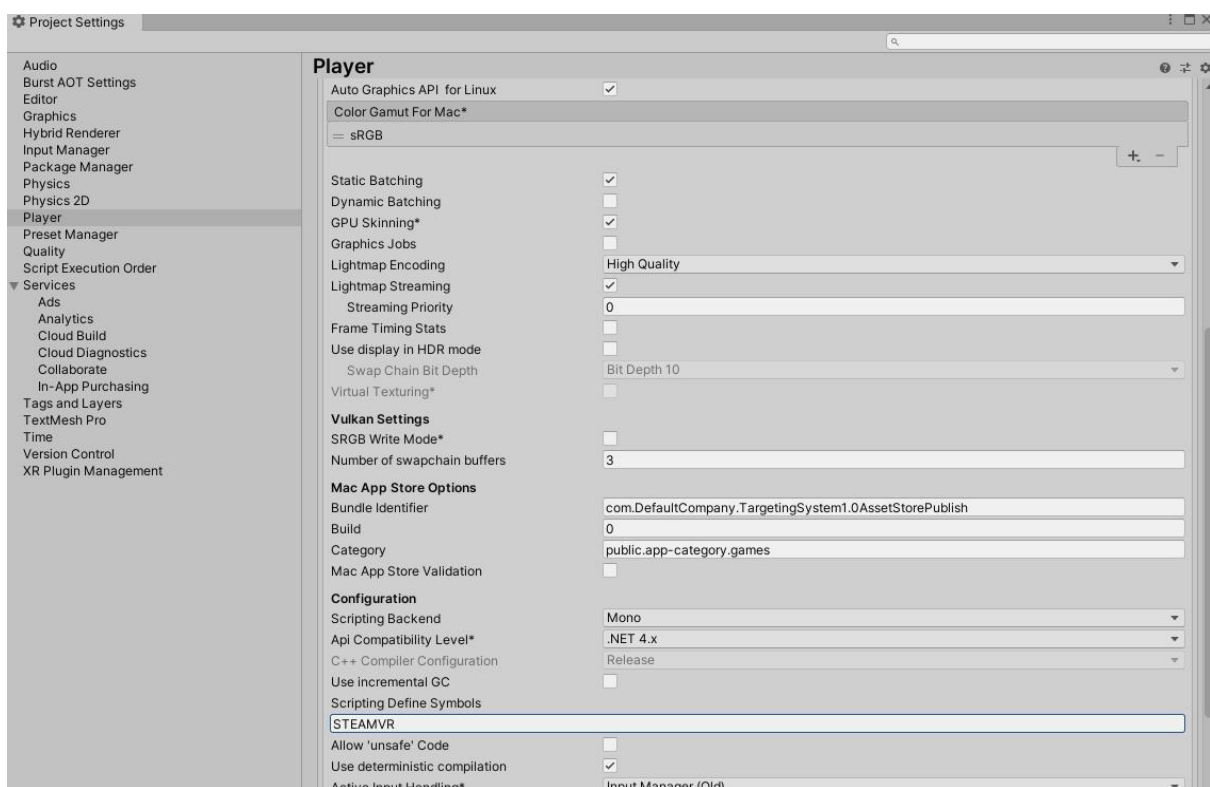 Project Settings
Audio
Burst AOT Settings
Editor
Graphics
Hybrid Renderer
Input Manager
Package Manager
Physics
Physics 2D
Player
Preset Manager
Quality
Script Execution Order
Services
Ads
Analytics
Cloud Build
Cloud Diagnostics
Collaborate
In-App Purchasing
Tags and Layers
TextMesh Pro
Time
Version Control
XR Plugin Management
Player
Auto Graphics API for Linux
Color Gamut For Mac*
sRGB
Static Batching
Dynamic Batching
GPU Skinning*
Graphics Jobs
Lightmap Encoding High Quality
Lightmap Streaming
Streaming Priority 0
Frame Timing Stats
Use display in HDR mode
Swap Chain Bit Depth Bit Depth 10
Virtual Texturing*
Vulkan Settings
SRGB Write Mode*
Number of swapchain buffers 3
Mac App Store Options
Bundle Identifier com.DefaultCompany.TargetingSystem1.0AssetStorePublish
Build 0
Category public.app-category.games
Mac App Store Validation
Configuration
Scripting Backend Mono
Api Compatibility Level* .NET 4.x
C++ Compiler Configuration Release
Use incremental GC
Scripting Define Symbols
STEAMVR
Allow 'unsafe' Code
Use deterministic compilation
Active Input Handling* Input Manager (Old)